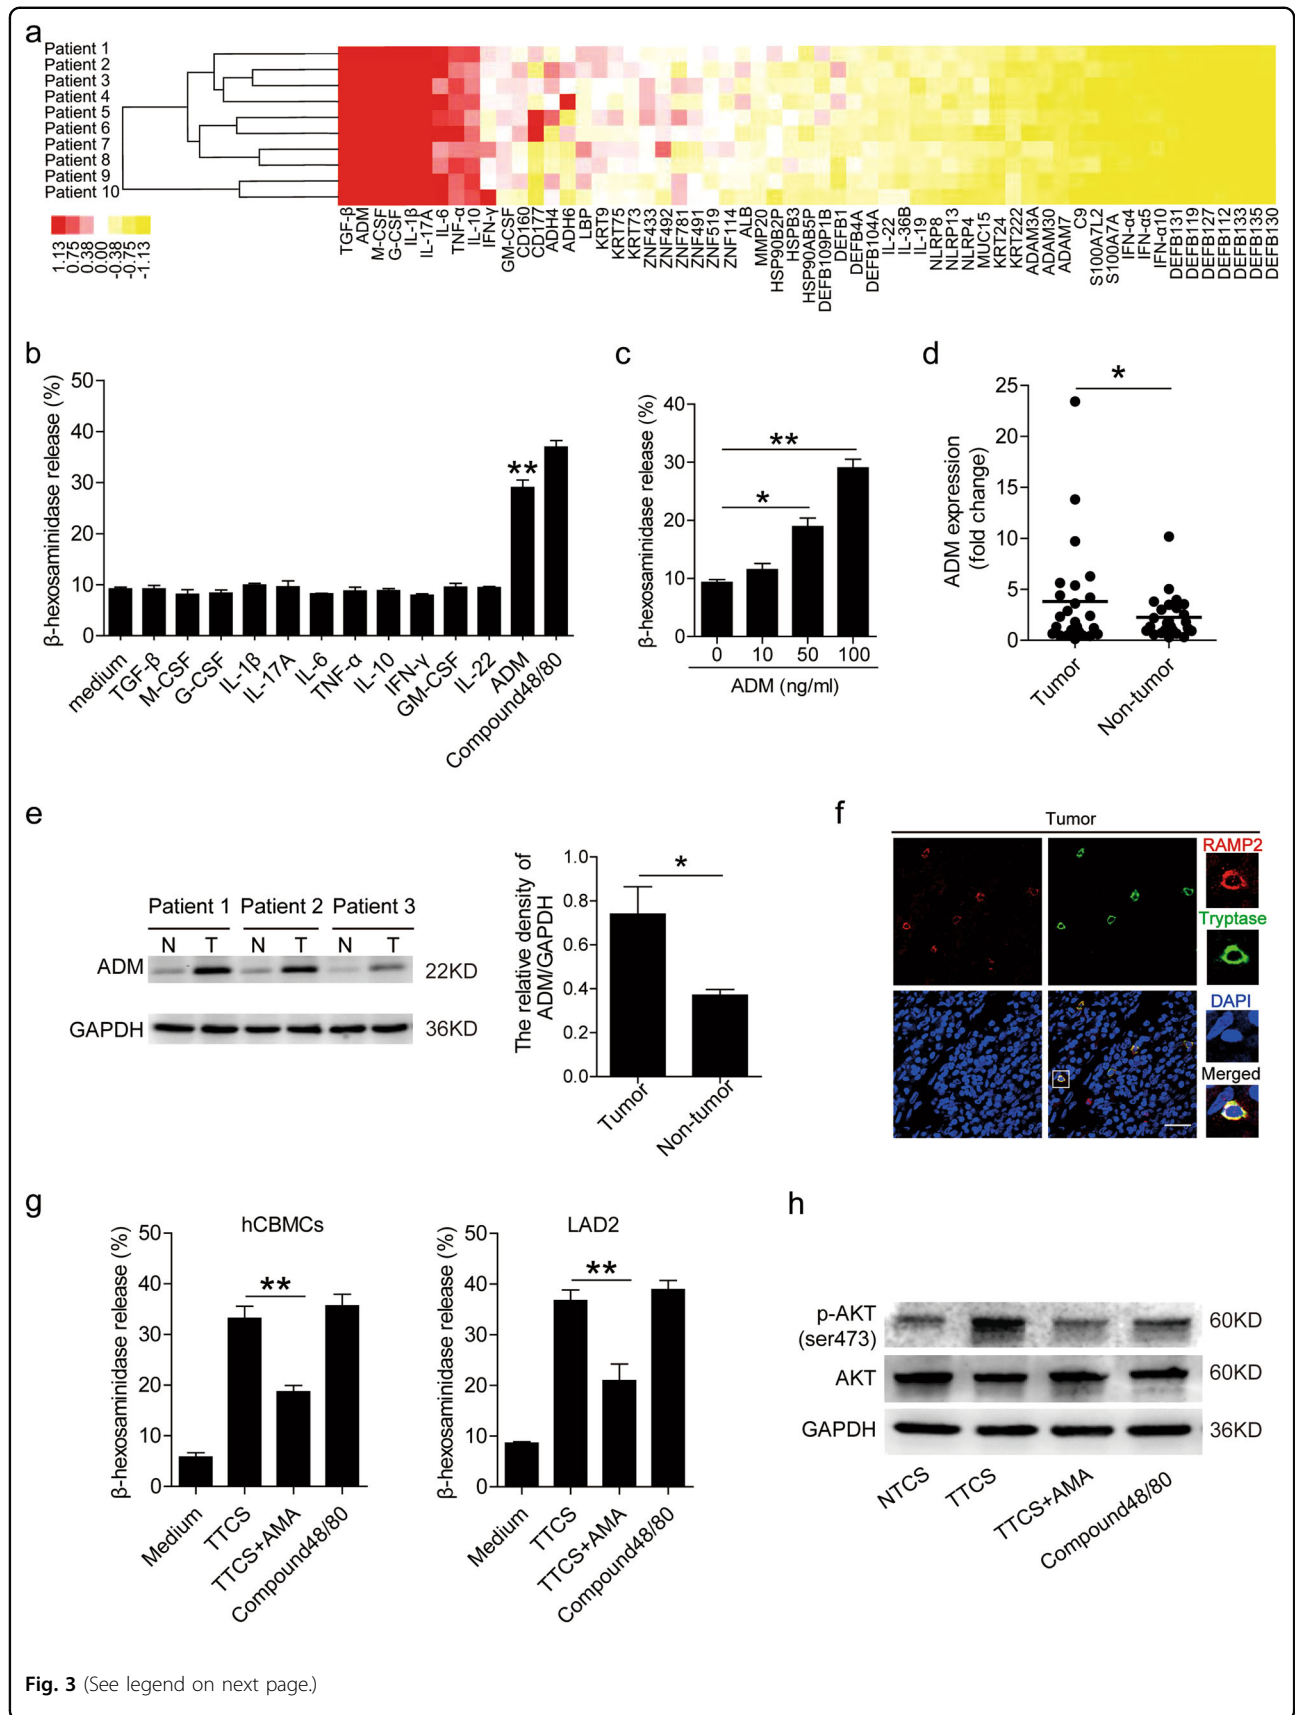 a
Patient 1
Patient 2
Patient 3
Patient 4
Patient 5
Patient 6
Patient 7
Patient 8
Patient 9
Patient 10
1.13
0.75
0.38
0.00
-0.38
-0.75
-1.13
TGF-β
ADM
M-CSF
G-CSF
IL-1β
IL-17A
IL-6
TNF-α
IL-10
IFN-γ
GM-CSF
CD160
CD177
ADH4
ADH6
LBP
KRT9
KRT75
KRT73
ZNF433
ZNF492
ZNF781
ZNF491
ZNF519
ZNF114
ALB
MMP20
HSP90B2P
HSPB3
HSP90AB5P
DEFB109P1B
DEFB1
DEFB4A
DEFB104A
IL-22
IL-36B
IL-19
NLRP8
NLRP13
NLRP4
MUC15
KRT24
KRT222
ADAM3A
ADAM30
ADAM7
C9
S100A7L2
S100A7A
IFN-α4
IFN-α5
IFN-α10
DEFB131
DEFB119
DEFB127
DEFB112
DEFB133
DEFB135
DEFB130
b
β-hexosaminidase release (%)
50
40
30
20
10
0
**
medium
TGF-β
M-CSF
G-CSF
IL-1β
IL-17A
IL-6
TNF-α
IL-10
IFN-γ
GM-CSF
IL-22
ADM
Compound48/80
c
β-hexosaminidase release (%)
40
30
20
10
0
**
*
0 10 50 100
ADM (ng/ml)
d
ADM expression
(fold change)
25
20
15
10
5
0
*
Tumor
Non-tumor
e
Patient 1 Patient 2 Patient 3
N T N T N T
ADM 22KD
GAPDH 36KD
The relative density of
ADM/GAPDH
1.0
0.8
0.6
0.4
0.2
0.0
*
Tumor
Non-tumor
f
Tumor
RAMP2
Tryptase
DAPI
Merged
g
hCBMCs
β-hexosaminidase release (%)
50
40
30
20
10
0
**
Medium
TTCS
TTCS+AMA
Compound48/80
LAD2
β-hexosaminidase release (%)
50
40
30
20
10
0
**
Medium
TTCS
TTCS+AMA
Compound48/80
h
p-AKT
(ser473) 60KD
AKT 60KD
GAPDH 36KD
NTCS
TTCS
TTCS+AMA
Compound48/80
Fig. 3 (See legend on next page.)